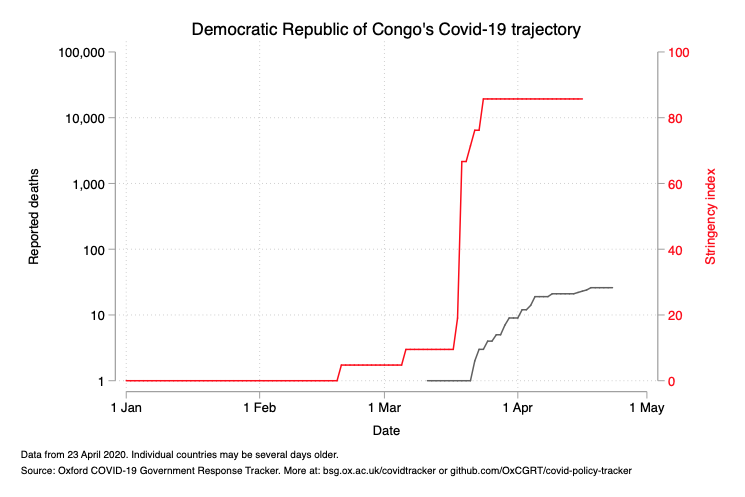 Democratic Republic of Congo's Covid-19 trajectory
100,000
10,000
1,000
100
10
1
Reported deaths
100
80
60
40
20
0
Stringency index
1 Jan
1 Feb
1 Mar
1 Apr
1 May
Date
Data from 23 April 2020. Individual countries may be several days older.
Source: Oxford COVID-19 Government Response Tracker. More at: bsg.ox.ac.uk/covidtracker or github.com/OxCGRT/covid-policy-tracker